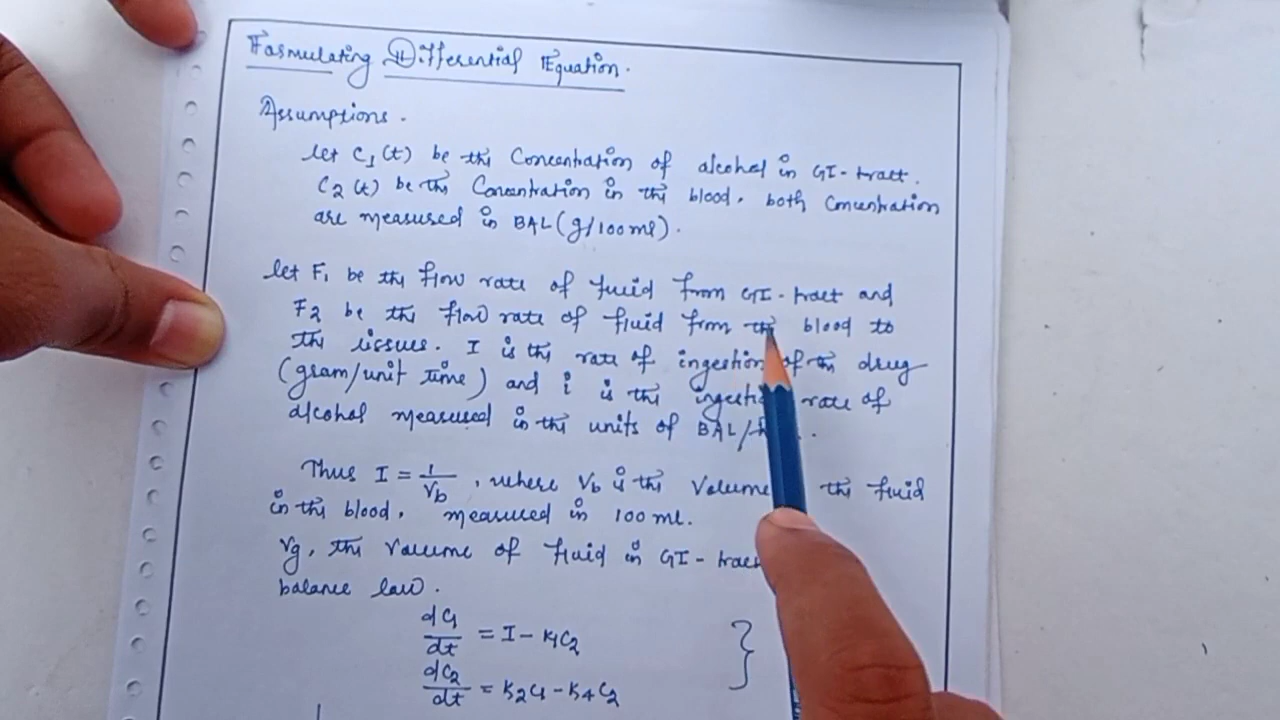 Formulating Differential Equation.
Assumptions.
let C₁(t) be the Concentration of alcohol in GI-tract.
C₂(t) be the Concentration in the blood. both Concentration
are measured in BAL (g/100ml).
let F₁ be the flow rate of fluid from GI-tract and
F₂ be the flow rate of fluid from the blood to
the tissues. I is the rate of ingestion of the drug
(gram/unit time) and i is the rate of
alcohol measured in the units of BAL/
Thus I = 1/Vb, where Vb is the Volume the fluid
in the blood, measured in 100 ml.
Vg, the Volume of fluid in GI-tract
balance law.
dC₁/dt = I - K₁C₂
dC₂/dt = K₂C₁ - K₄C₂